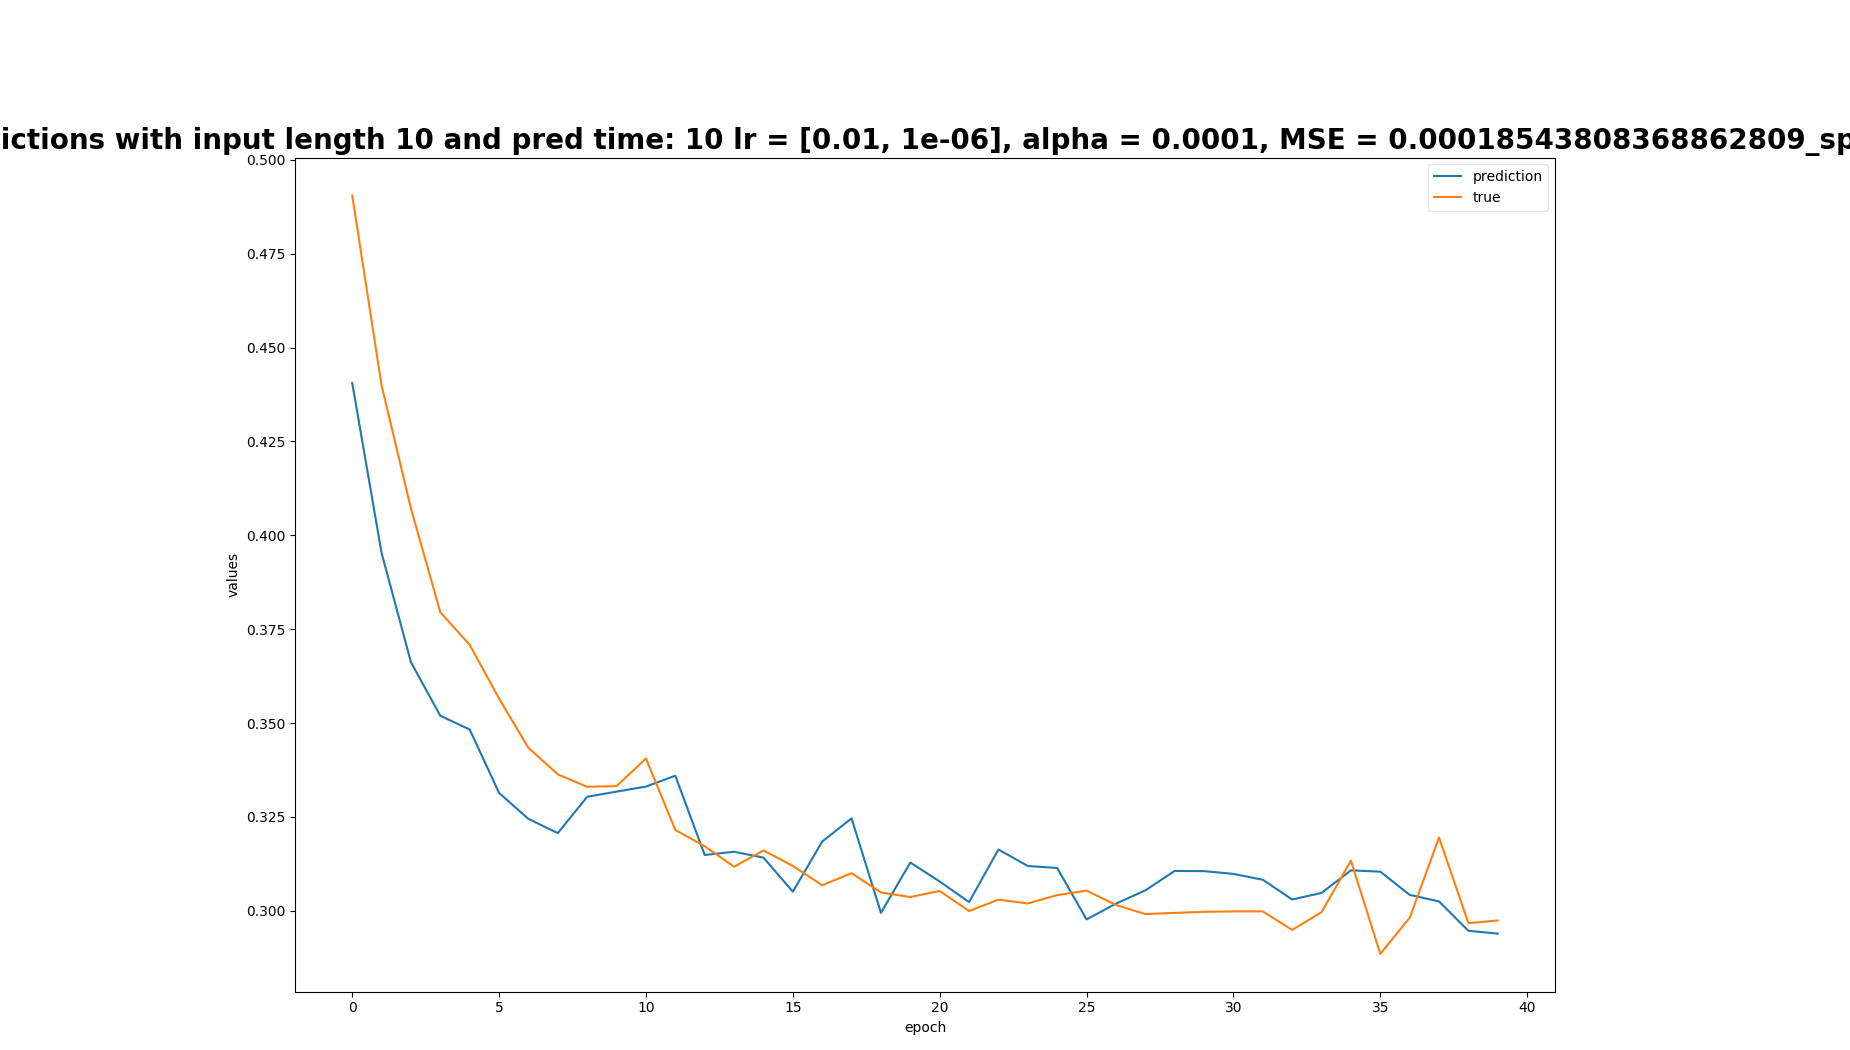 ictions with input length 10 and pred time: 10 lr = [0.01, 1e-06], alpha = 0.0001, MSE = 0.00018543808368862809_sp
prediction
true
0.500
0.475
0.450
0.425
0.400
0.375
0.350
0.325
0.300
values
0 5 10 15 20 25 30 35 40
epoch